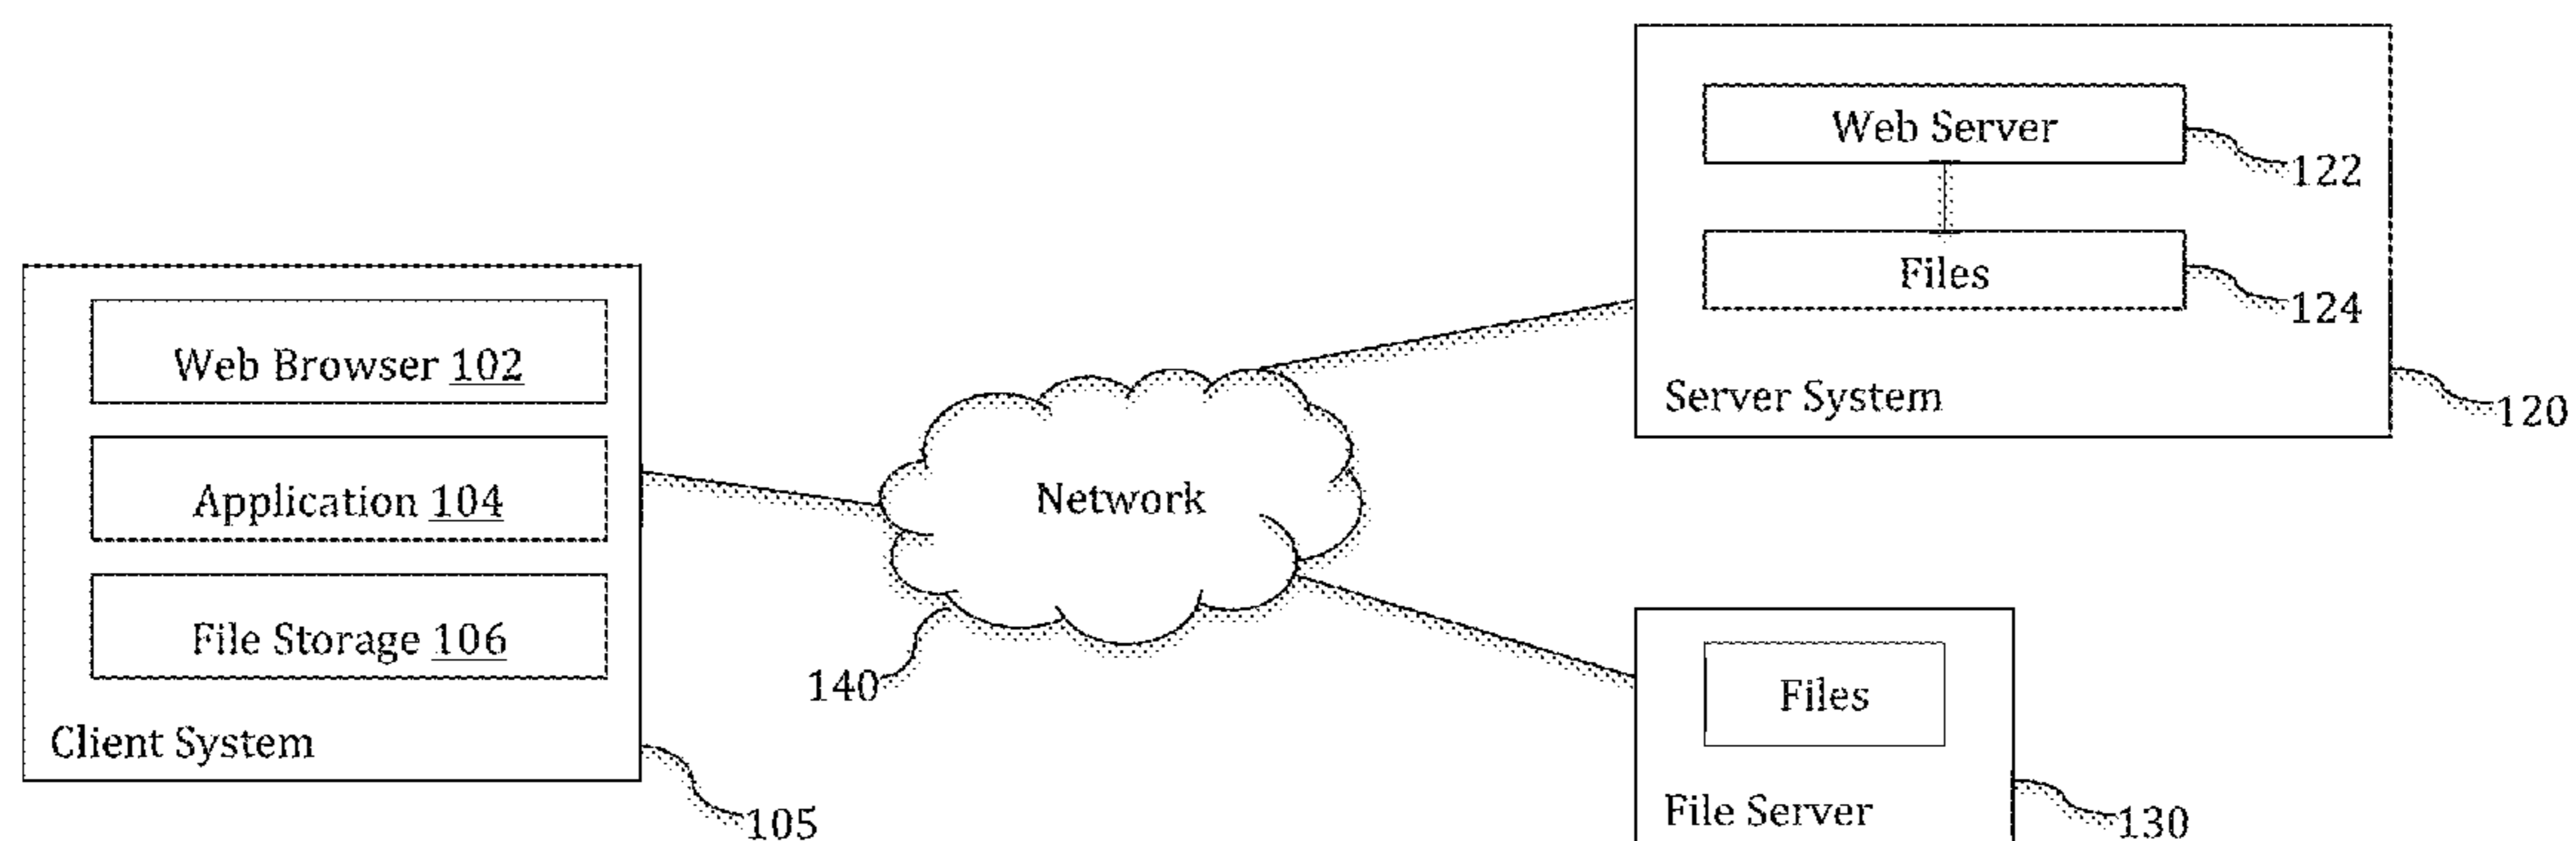 Web Server
122
Files
124
Server System
120
Web Browser 102
Application 104
File Storage 106
Client System
105
Network
140
Files
File Server
130